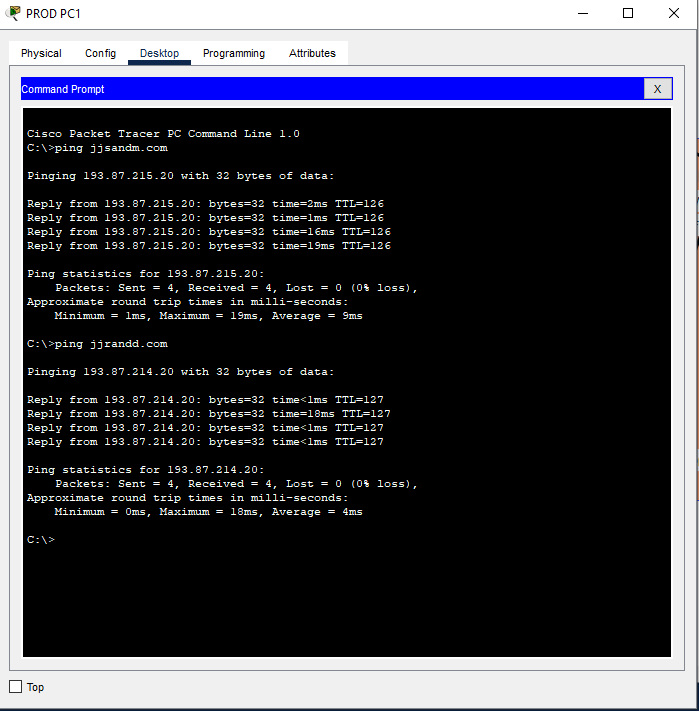 PROD PC1
Physical Config Desktop Programming Attributes
Command Prompt X
Cisco Packet Tracer PC Command Line 1.0
C:\>ping jjsandm.com
Pinging 193.87.215.20 with 32 bytes of data:
Reply from 193.87.215.20: bytes=32 time=2ms TTL=126
Reply from 193.87.215.20: bytes=32 time=1ms TTL=126
Reply from 193.87.215.20: bytes=32 time=16ms TTL=126
Reply from 193.87.215.20: bytes=32 time=19ms TTL=126
Ping statistics for 193.87.215.20:
Packets: Sent = 4, Received = 4, Lost = 0 (0% loss),
Approximate round trip times in milli-seconds:
Minimum = 1ms, Maximum = 19ms, Average = 9ms
C:\>ping jjrandd.com
Pinging 193.87.214.20 with 32 bytes of data:
Reply from 193.87.214.20: bytes=32 time<1ms TTL=127
Reply from 193.87.214.20: bytes=32 time=18ms TTL=127
Reply from 193.87.214.20: bytes=32 time<1ms TTL=127
Reply from 193.87.214.20: bytes=32 time<1ms TTL=127
Ping statistics for 193.87.214.20:
Packets: Sent = 4, Received = 4, Lost = 0 (0% loss),
Approximate round trip times in milli-seconds:
Minimum = 0ms, Maximum = 18ms, Average = 4ms
C:\>
Top